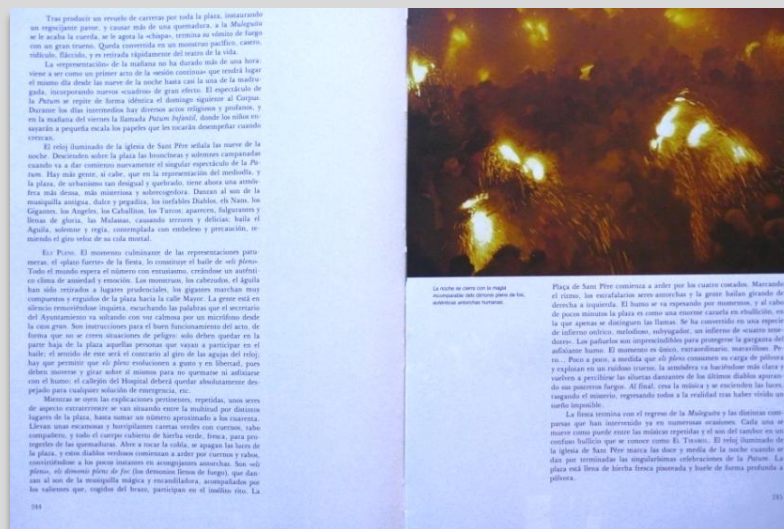 Tras producir un revuelo de carreras por toda la plaza, instaurando
un regocijante pavor, y causar más de una quemadura, a la Muleguita
se le acaba la cuerda, se le agota la «chispa», termina su vómito de fuego
con un gran trueno. Queda convertida en un monstruo pacífico, casero,
ridículo, fláccido, y es retirada rápidamente del teatro de la vida.
La «representación» de la mañana no ha durado más de una hora;
viene a ser como un primer acto de la «sesión continua» que tendrá lugar
el mismo día desde las nueve de la noche hasta casi la una de la madru-
gada, incorporando nuevos «cuadros» de gran efecto. El espectáculo de
la Patum se repite de forma idéntica el domingo siguiente al Corpus.
Durante los días intermedios hay diversos actos religiosos y profanos, y
en la mañana del viernes la llamada Patum Infantil, donde los niños en-
sayarán a pequeña escala los papeles que les tocarán desempeñar cuando
crezcan.
El reloj iluminado de la iglesia de Sant Pére señala las nueve de la
noche. Descienden sobre la plaza las broncíneas y solemnes campanadas
cuando va a dar comienzo nuevamente el singular espectáculo de la Pa-
tum. Hay más gente, si cabe, que en la representación del mediodía, y
la plaza, de urbanismo tan desigual y quebrado, tiene ahora una atmós-
fera más densa, más misteriosa y sobrecogedora. Danzan al son de la
musiquilla antigua, dulce y pegadiza, los inefables Diablos, els Nans, los
Gigantes, los Angeles, los Caballitos, los Turcos; aparecen, fulgurantes y
llenas de gloria, las Mulassas, causando terrores y delicias; baila el
Aguila, solemne y regia, contemplada con embeleso y precaución, te-
miendo el giro veloz de su cola mortal.
ELS PLENS. El momento culminante de las representaciones patu-
meras, el «plato fuerte» de la fiesta, lo constituye el baile de «els plens».
Todo el mundo espera el número con entusiasmo, creándose un auténti-
co clima de ansiedad y emoción. Los monstruos, los cabezudos, el águila
han sido retirados a lugares prudenciales, los gigantes marchan muy
compuestos y erguidos de la plaza hacia la calle Mayor. La gente está en
silencio removiéndose inquieta, escuchando las palabras que el secretario
del Ayuntamiento va soltando con voz calmosa por un micrófono desde
la casa gran. Son instrucciones para el buen funcionamiento del acto, de
forma que no se creen situaciones de peligro: sólo deben quedar en la
parte baja de la plaza aquellas personas que vayan a participar en el
baile; el sentido de éste será el contrario al giro de las agujas del reloj;
hay que permitir que els plens evolucionen a gusto y en libertad, pues
deben moverse y girar sobre sí mismos para no quemarse ni asfixiarse
con el humo; el callejón del Hospital deberá quedar absolutamente des-
pejado para cualquier solución de emergencia, etc.
Mientras se oyen las explicaciones pertinentes, repetidas, unos seres
de aspecto extraterrestre se van situando entre la multitud por distintos
lugares de la plaza, hasta sumar un número aproximado a los cuarenta.
Llevan unas escamosas y horripilantes caretas verdes con cuernos, rabo
compañero, y todo el cuerpo cubierto de hierba verde, fresca, para pro-
tegerles de las quemaduras. Abre a tocar la cobla, se apagan las luces de
la plaza, y estos diablos verdosos comienzan a arder por cuernos y rabos,
convirtiéndose a los pocos instantes en acongojantes antorchas. Son «els
plens», els dimonis plens de foc (los demonios llenos de fuego), que dan-
zan al son de la musiquilla mágica y encandiladora, acompañados por
los valientes que, cogidos del brazo, participan en el insólito rito. La
244
La noche se cierra con la magia
incomparable dels dimonis plens de foc,
auténticas antorchas humanas.
Plaça de Sant Pére comienza a arder por los cuatro costados. Marcando
el ritmo, los estrafalarios seres antorchas y la gente bailan girando de
derecha a izquierda. El humo se va espesando por momentos, y al cabo
de pocos minutos la plaza es como una enorme caruela en ebullición, en
la que apenas se distinguen las llamas. Se ha convertido en una especie
de infierno onírico, melodioso, subyugador, un infierno de «cuatro tene-
dores». Los pañuelos son imprescindibles para protegerse la garganta del
asfixiante humo. El momento es único, extraordinario, maravilloso. Pe-
ro... Poco a poco, a medida que els plens consumen su carga de pólvora
y explotan en un ruidoso trueno, la atmósfera va haciéndose más clara y
vuelven a percibirse las siluetas danzantes de los últimos diablos apuran-
do sus postreros fuegos. Al final, cesa la música y se encienden las luces,
rasgando el misterio, regresando todos a la realidad tras haber vivido un
sueño imposible.
La fiesta termina con el regreso de la Muleguita y las distintas com-
parsas que han intervenido ya en numerosas ocasiones. Cada una se
mueve como puede entre las músicas repetidas y el son del tambor en un
confuso bullicio que se conoce como EL TIRABOL. El reloj iluminado de
la iglesia de Sant Pére marca las doce y media de la noche cuando se
dan por terminadas las singularísimas celebraciones de la Patum. La
plaza está llena de hierba fresca pisoteada y huele de forma profunda a
pólvora.
245